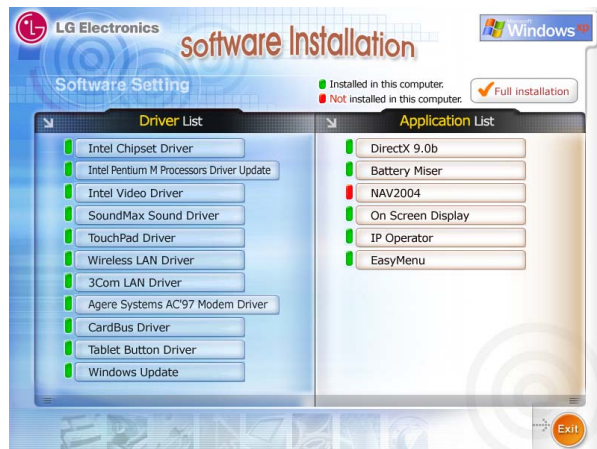 LG Electronics
Software Installation
Microsoft
Windows xp
Software Setting
Installed in this computer.
Not installed in this computer.
Full installation
Driver List
Intel Chipset Driver
Intel Pentium M Processors Driver Update
Intel Video Driver
SoundMax Sound Driver
TouchPad Driver
Wireless LAN Driver
3Com LAN Driver
Agere Systems AC'97 Modem Driver
CardBus Driver
Tablet Button Driver
Windows Update
Application List
DirectX 9.0b
Battery Miser
NAV2004
On Screen Display
IP Operator
EasyMenu
Exit